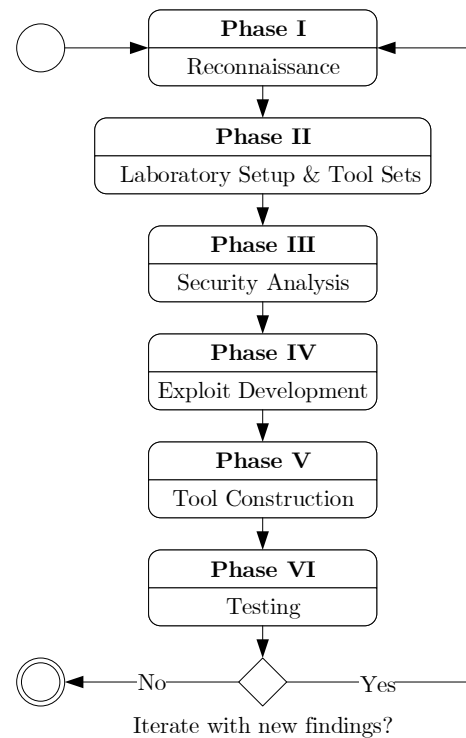 Phase I
Reconnaissance
Phase II
Laboratory Setup & Tool Sets
Phase III
Security Analysis
Phase IV
Exploit Development
Phase V
Tool Construction
Phase VI
Testing
No
Yes
Iterate with new findings?